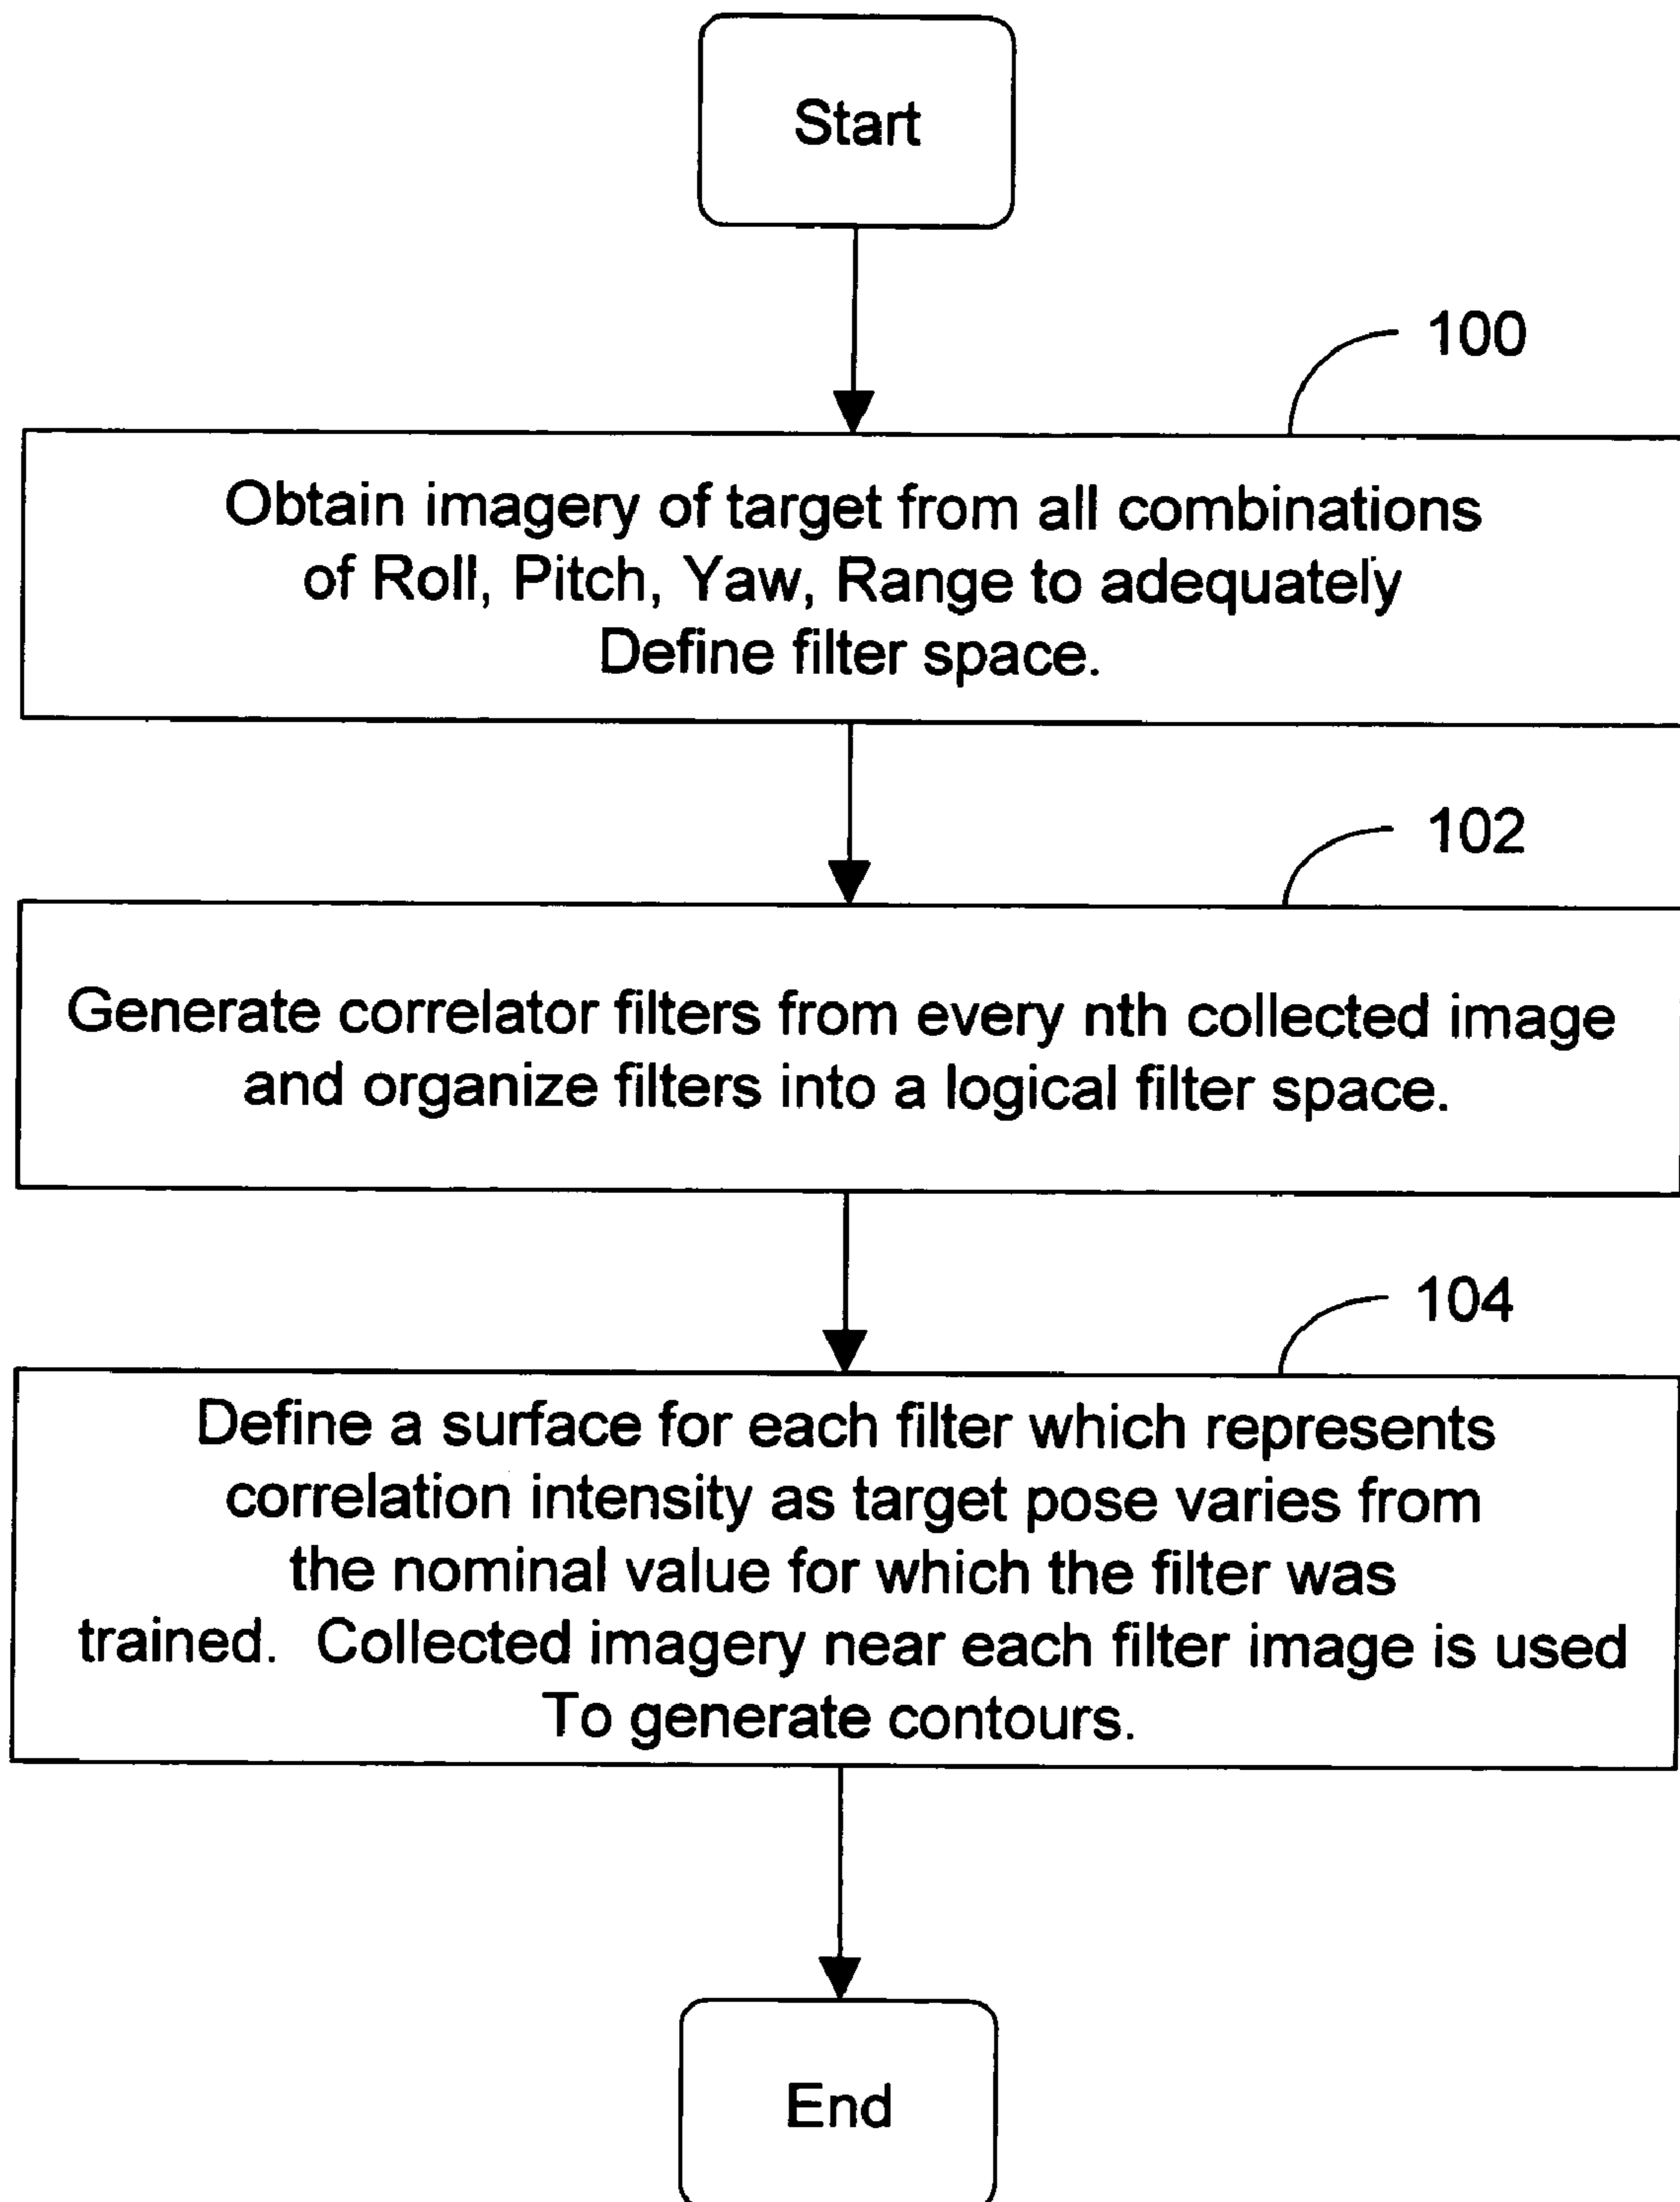 Start
100
Obtain imagery of target from all combinations
of Roll, Pitch, Yaw, Range to adequately
Define filter space.
102
Generate correlator filters from every nth collected image
and organize filters into a logical filter space.
104
Define a surface for each filter which represents
correlation intensity as target pose varies from
the nominal value for which the filter was
trained. Collected imagery near each filter image is used
To generate contours.
End